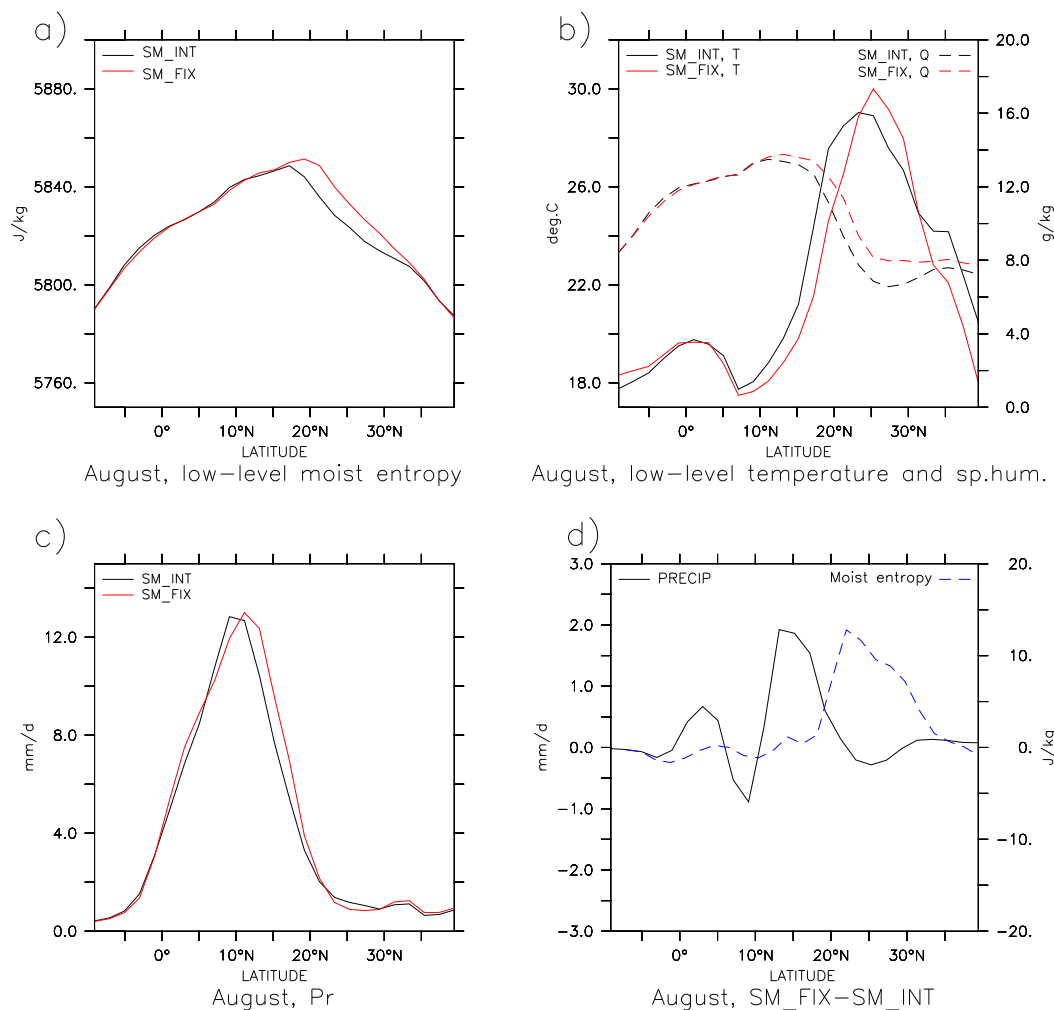 a)
SM_INT
SM_FIX
5880.
5840.
5800.
5760.
J/kg
0° 10°N 20°N 30°N
LATITUDE
August, low-level moist entropy
b)
SM_INT, T
SM_FIX, T
SM_INT, Q
SM_FIX, Q
30.0
26.0
22.0
18.0
deg.C
20.0
16.0
12.0
8.0
4.0
0.0
g/kg
0° 10°N 20°N 30°N
LATITUDE
August, low-level temperature and sp.hum.
c)
SM_INT
SM_FIX
12.0
8.0
4.0
0.0
mm/d
0° 10°N 20°N 30°N
LATITUDE
August, Pr
d)
PRECIP
Moist entropy
3.0
2.0
1.0
0.0
-1.0
-2.0
-3.0
mm/d
20.
10.
0.
-10.
-20.
J/kg
0° 10°N 20°N 30°N
LATITUDE
August, SM_FIX-SM_INT